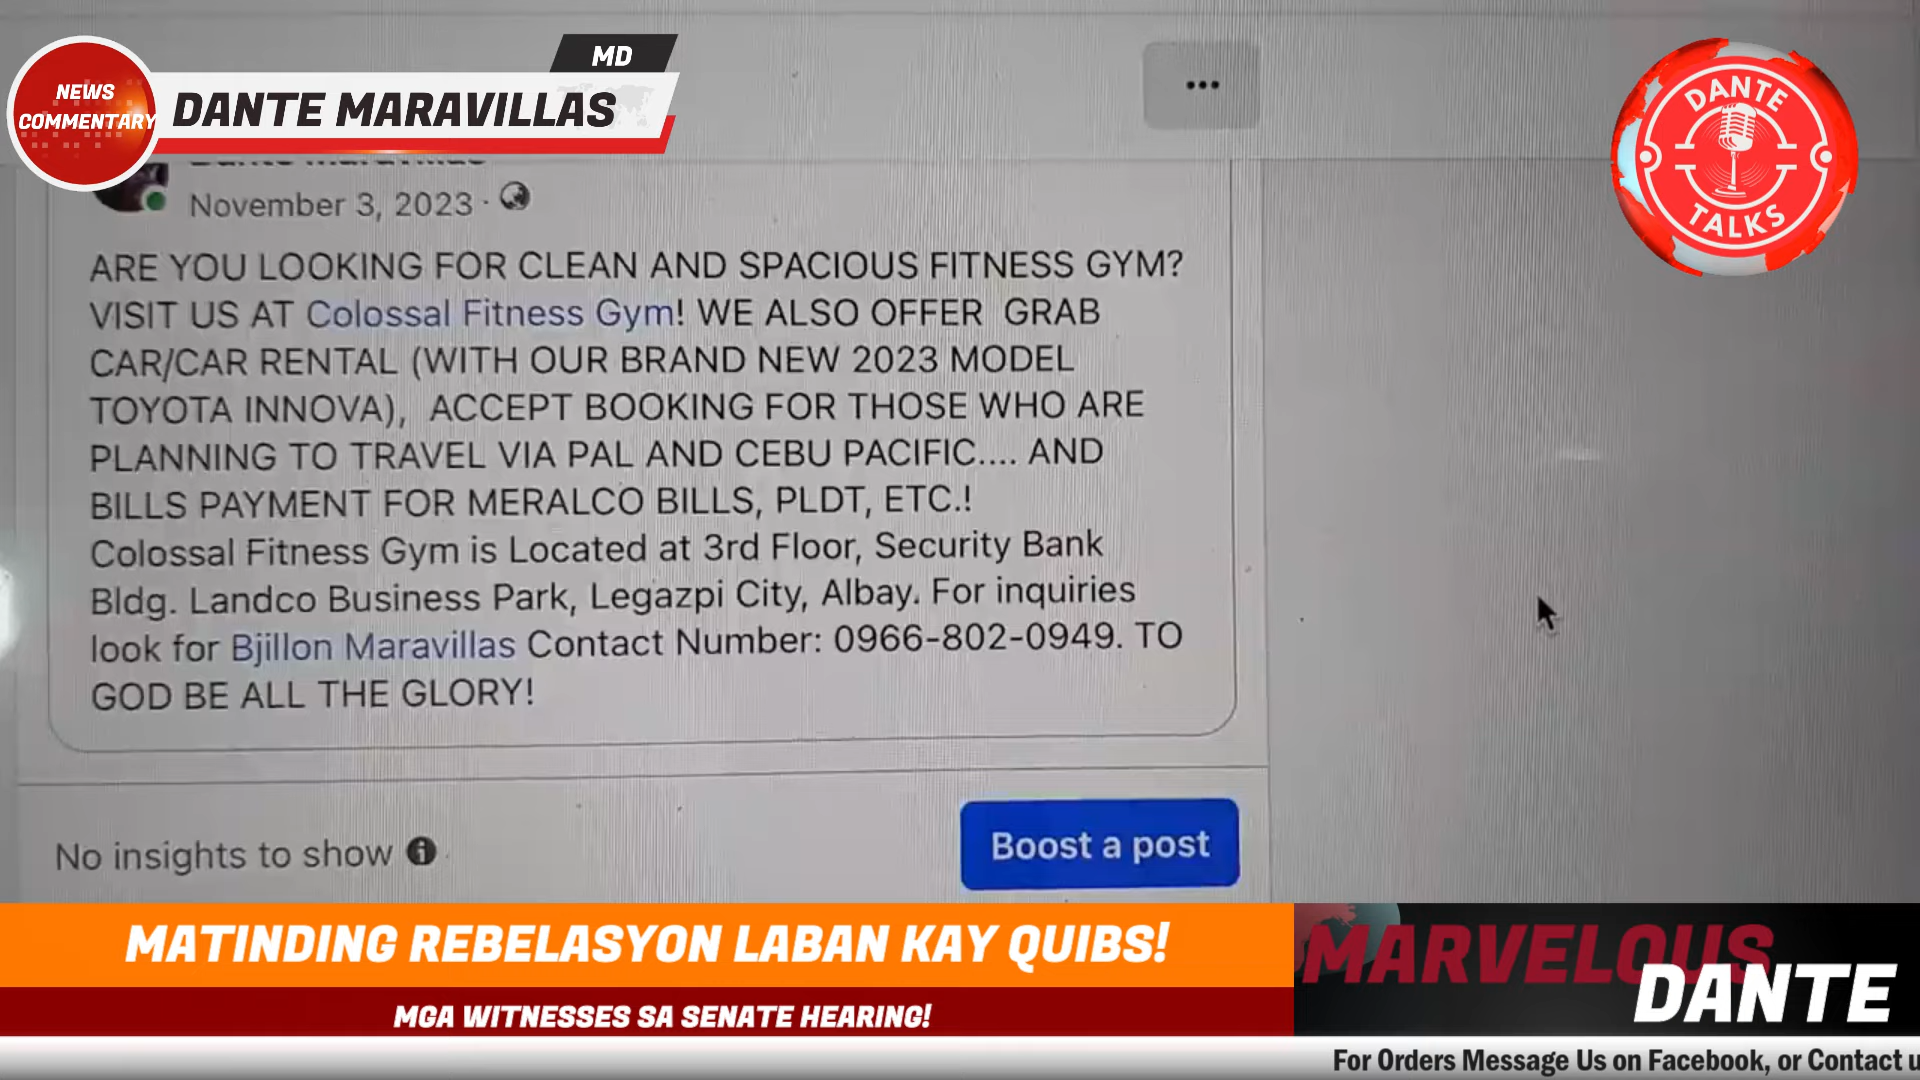 MD
NEWS
COMMENTARY
DANTE MARAVILLAS
DANTE
TALKS
November 3, 2023 ·
ARE YOU LOOKING FOR CLEAN AND SPACIOUS FITNESS GYM?
VISIT US AT Colossal Fitness Gym! WE ALSO OFFER GRAB
CAR/CAR RENTAL (WITH OUR BRAND NEW 2023 MODEL
TOYOTA INNOVA), ACCEPT BOOKING FOR THOSE WHO ARE
PLANNING TO TRAVEL VIA PAL AND CEBU PACIFIC.... AND
BILLS PAYMENT FOR MERALCO BILLS, PLDT, ETC.!
Colossal Fitness Gym is Located at 3rd Floor, Security Bank
Bldg. Landco Business Park, Legazpi City, Albay. For inquiries
look for Bjillon Maravillas Contact Number: 0966-802-0949. TO
GOD BE ALL THE GLORY!
No insights to show
Boost a post
MATINDING REBELASYON LABAN KAY QUIBS!
MGA WITNESSES SA SENATE HEARING!
MARVELOUS
DANTE
For Orders Message Us on Facebook, or Contact u